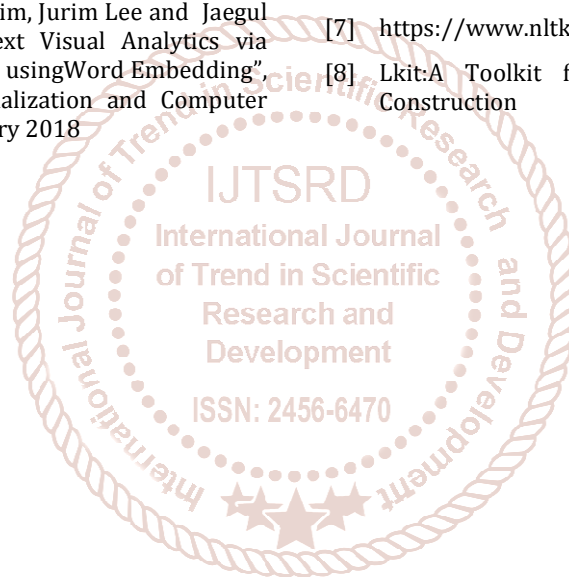 im, Jurim Lee and Jaegul
ext Visual Analytics via
usingWord Embedding”,
alization and Computer
ry 2018
[7] https://www.nltk
[8] Lkit:A Toolkit f
Construction
International Journal of Trend in Scientific Research and Development
IJTSRD
International Journal
of Trend in Scientific
Research and
Development
ISSN: 2456-6470